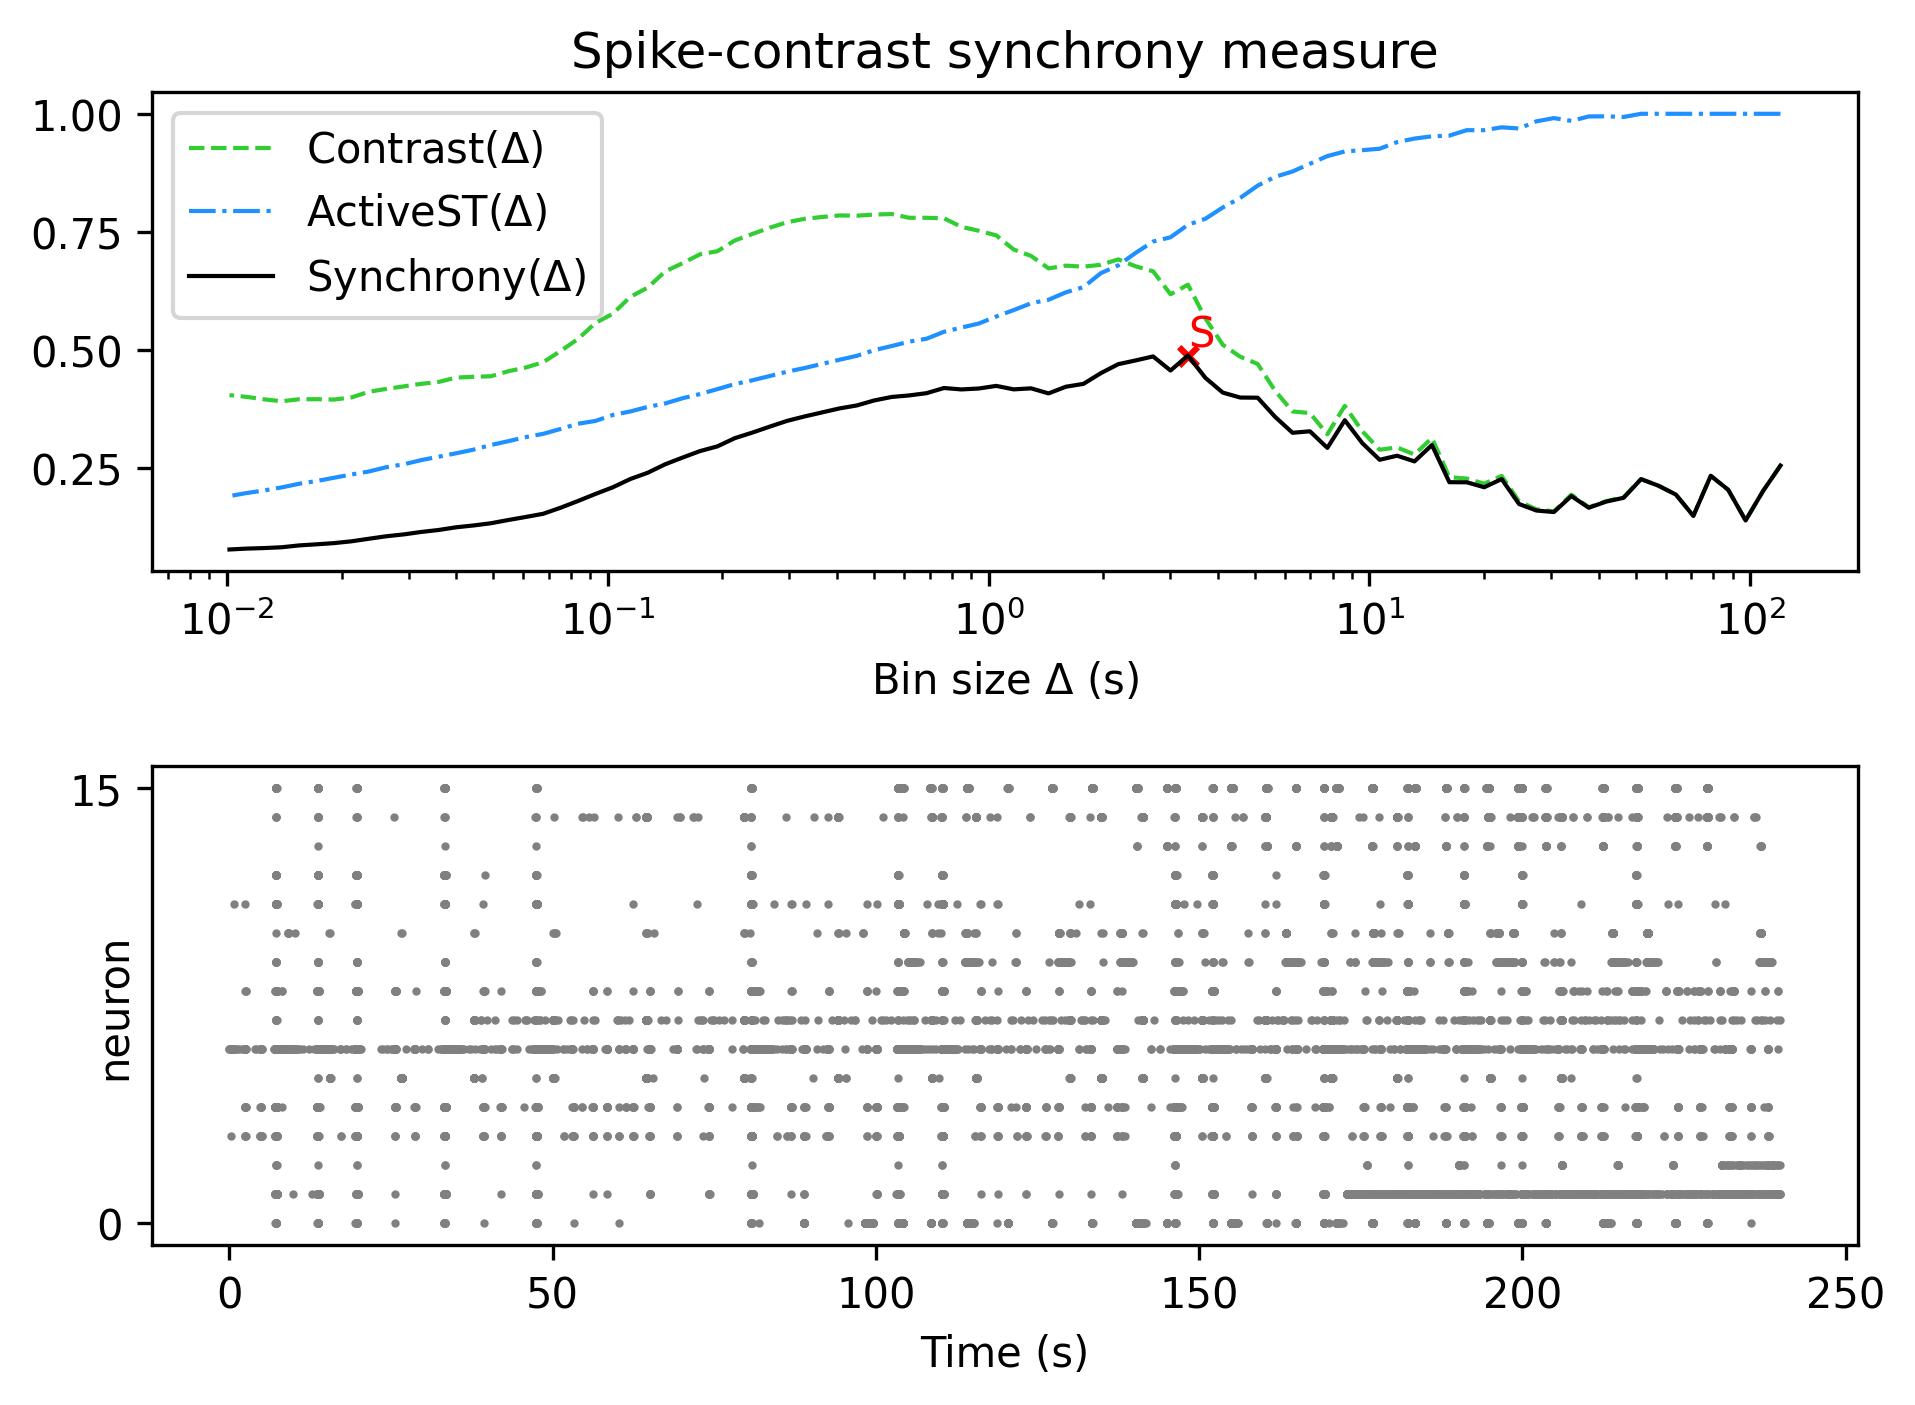 Spike-contrast synchrony measure
1.00
0.75
0.50
0.25
Contrast(Δ)
ActiveST(Δ)
Synchrony(Δ)
S
10⁻² 10⁻¹ 10⁰ 10¹ 10²
Bin size Δ (s)
15
0
neuron
0 50 100 150 200 250
Time (s)